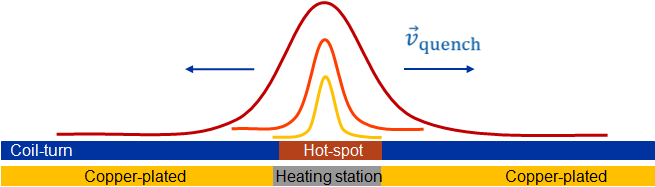 v⃗quench
Coil-turn Hot-spot
Copper-plated Heating station Copper-plated